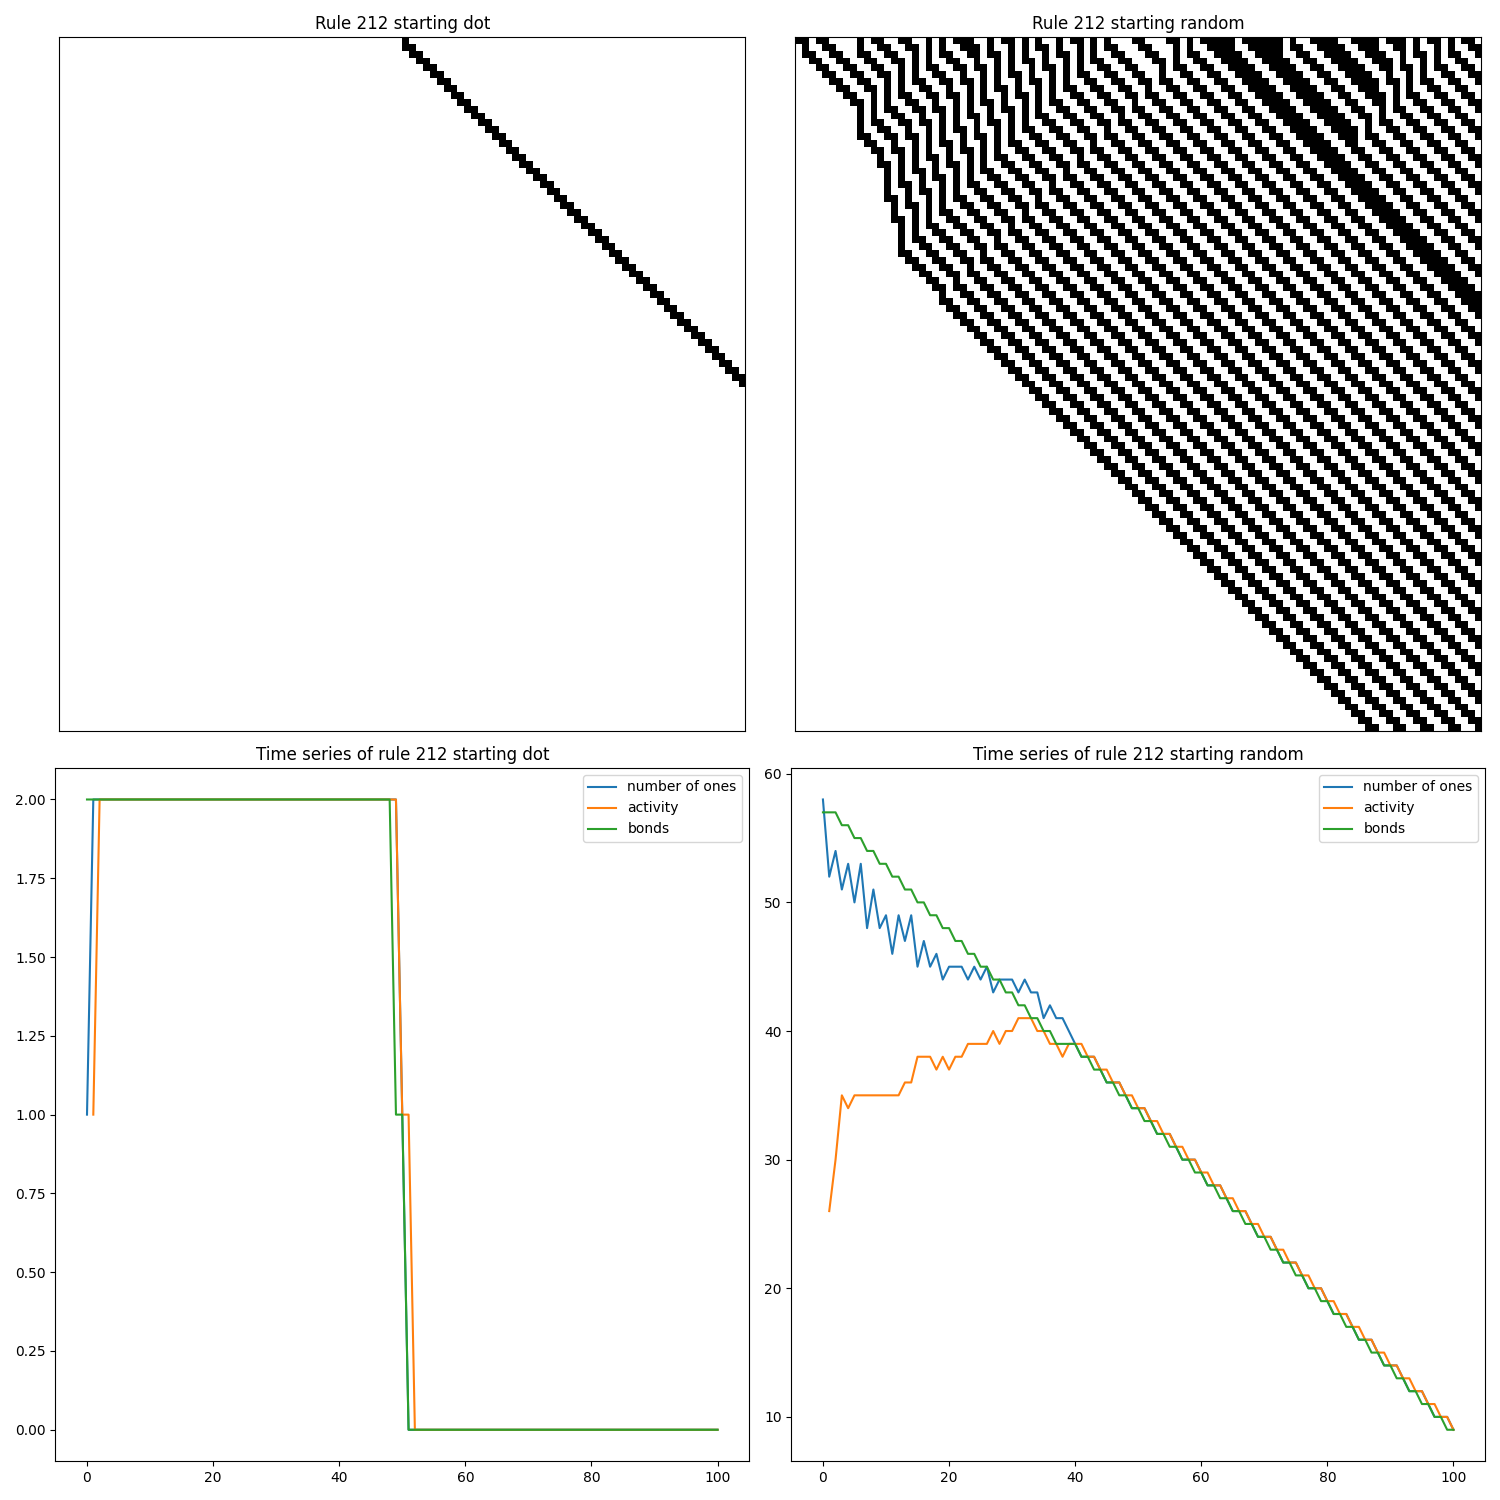 Rule 212 starting dot
Rule 212 starting random
Time series of rule 212 starting dot
number of ones
activity
bonds
2.00
1.75
1.50
1.25
1.00
0.75
0.50
0.25
0.00
0 20 40 60 80 100
Time series of rule 212 starting random
number of ones
activity
bonds
60
50
40
30
20
10
0 20 40 60 80 100